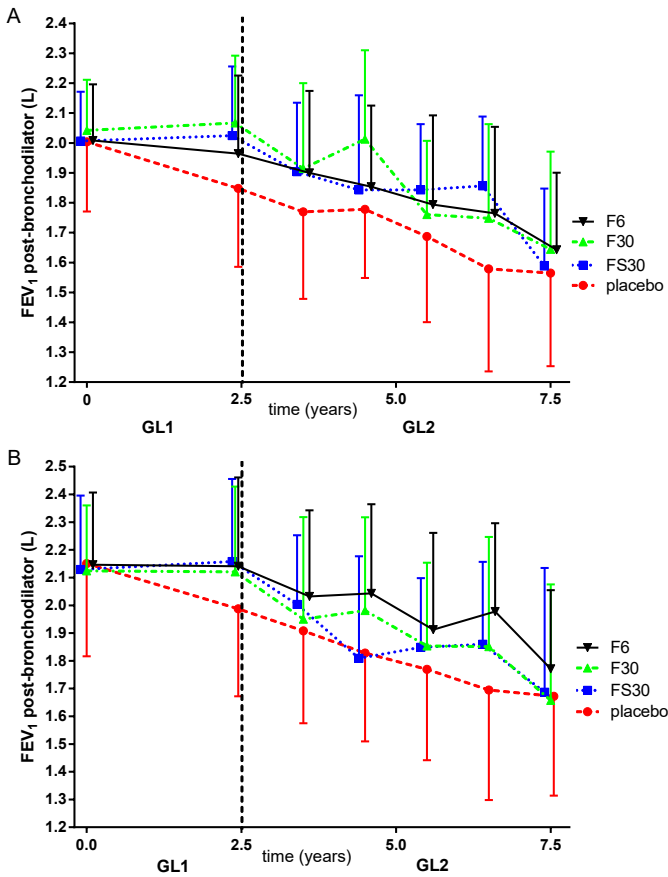 A
FEV₁ post-bronchodilator (L)
2.4
2.3
2.2
2.1
2.0
1.9
1.8
1.7
1.6
1.5
1.4
1.3
1.2
F6
F30
FS30
placebo
0 2.5 5.0 7.5
time (years)
GL1 GL2
B
FEV₁ post-bronchodilator (L)
2.5
2.4
2.3
2.2
2.1
2.0
1.9
1.8
1.7
1.6
1.5
1.4
1.3
1.2
F6
F30
FS30
placebo
0.0 2.5 5.0 7.5
time (years)
GL1 GL2